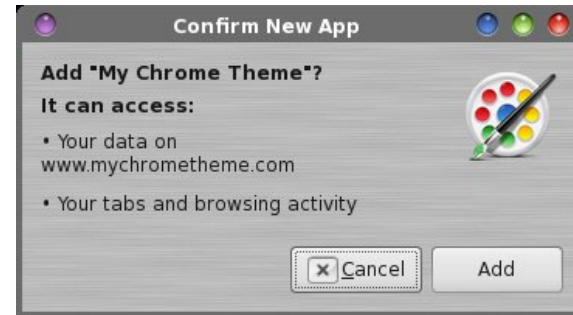 Confirm New App
Add "My Chrome Theme"?
It can access:
• Your data on
www.mychrometheme.com
• Your tabs and browsing activity
Cancel
Add